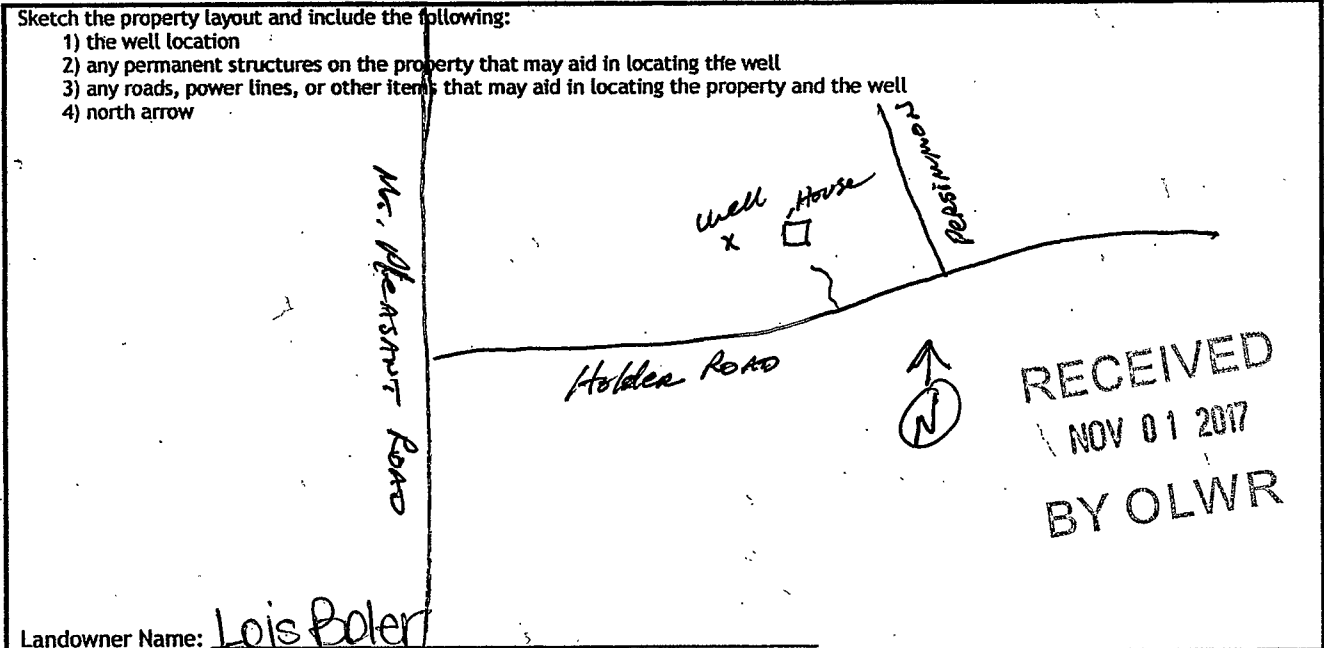 Sketch the property layout and include the following:
1) the well location
2) any permanent structures on the property that may aid in locating the well
3) any roads, power lines, or other items that may aid in locating the property and the well
4) north arrow
Mt. Pleasant Road
well
x
House
Persimmon
Holder Road
N
RECEIVED
NOV 01 2017
BY OLWR
Landowner Name: Lois Boler